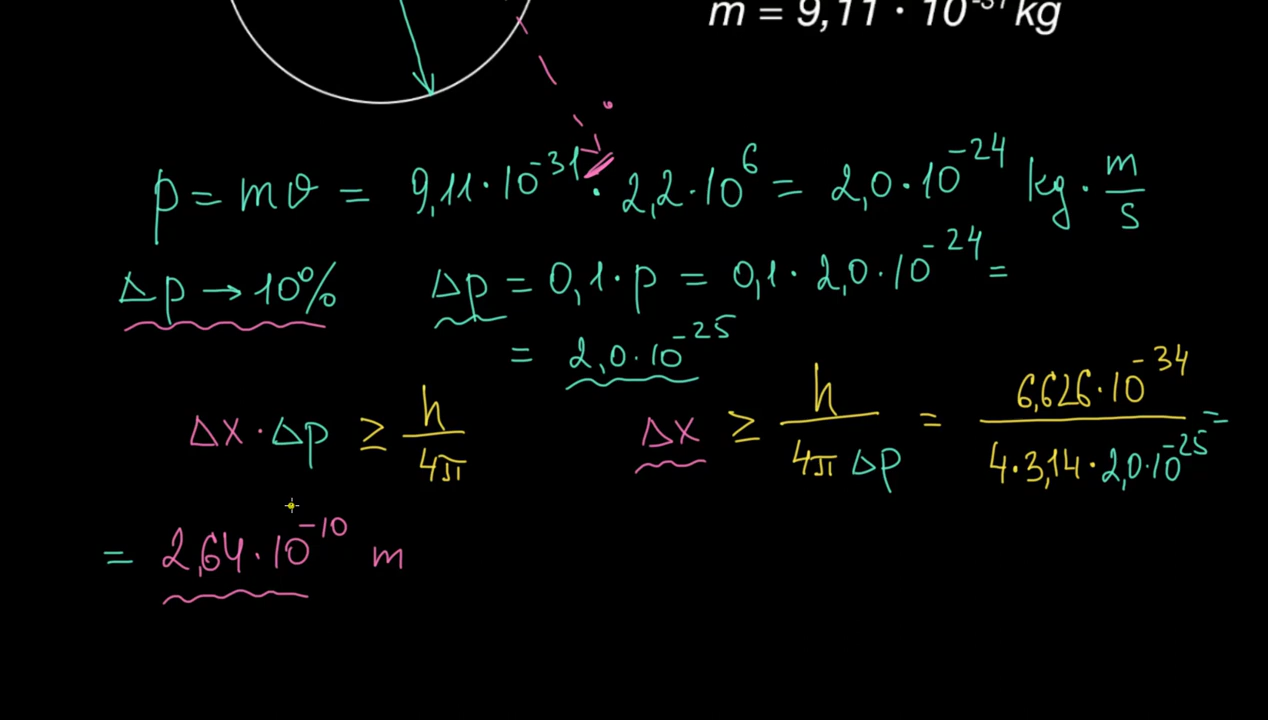 m = 9,11 · 10⁻³¹ kg
p = mv = 9,11 · 10⁻³¹ · 2,2 · 10⁶ = 2,0 · 10⁻²⁴ kg · m/s
Δp → 10% Δp = 0,1 · p = 0,1 · 2,0 · 10⁻²⁴ =
= 2,0 · 10⁻²⁵
Δx · Δp ≥ h/4π Δx ≥ h/4πΔp = 6,626 · 10⁻³⁴/4 · 3,14 · 2,0 · 10⁻²⁵ =
= 2,64 · 10⁻¹⁰ m